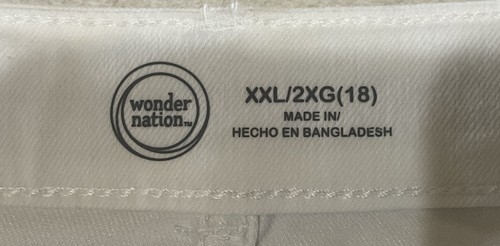 wonder
nation™
XXL/2XG(18)
MADE IN/
HECHO EN BANGLADESH